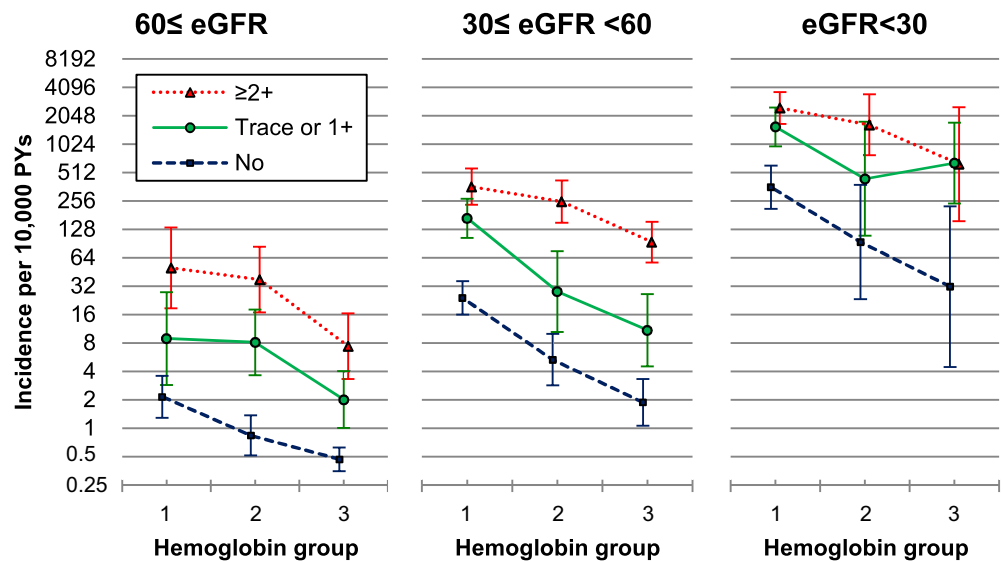 60≤ eGFR
30≤ eGFR <60
eGFR<30
Incidence per 10,000 PYs
8192
4096
2048
1024
512
256
128
64
32
16
8
4
2
1
0.5
0.25
≥2+
Trace or 1+
No
1 2 3
1 2 3
1 2 3
Hemoglobin group
Hemoglobin group
Hemoglobin group